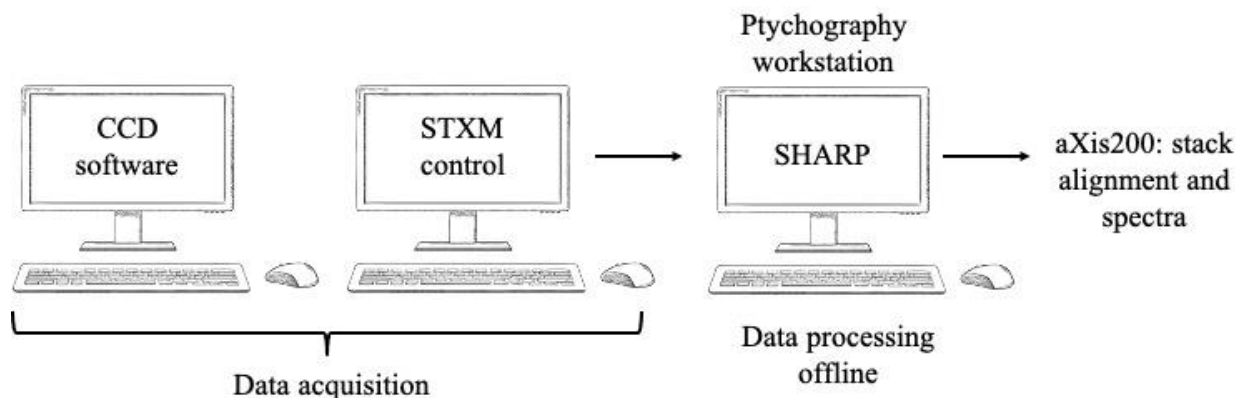 CCD
software
STXM
control
Ptychography
workstation
SHARP
aXis200: stack
alignment and
spectra
Data acquisition
Data processing
offline